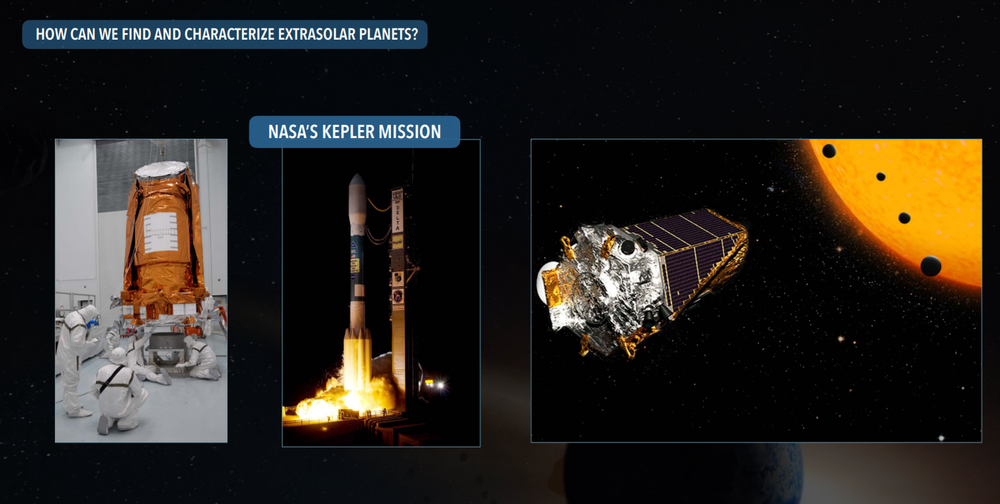 HOW CAN WE FIND AND CHARACTERIZE EXTRASOLAR PLANETS?
NASA'S KEPLER MISSION
DELTA